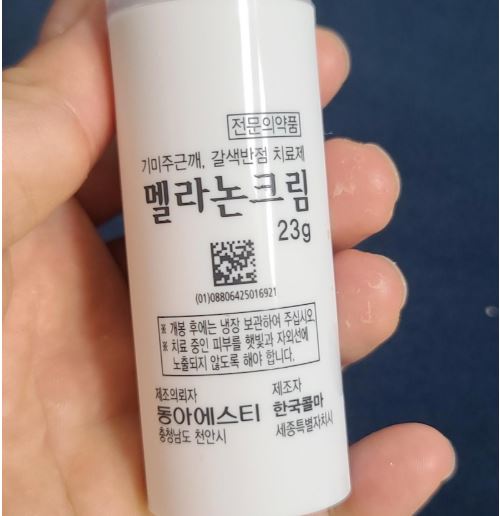 전문의약품
기미주근깨, 갈색반점 치료제
멜라논크림
23g
(01)08806425016921
※ 개봉 후에는 냉장 보관하여 주십시오.
※ 치료 중인 피부를 햇빛과 자외선에
노출되지 않도록 해야 합니다.
제조의뢰자
동아에스티
충청남도 천안시
제조자
한국콜마
세종특별자치시